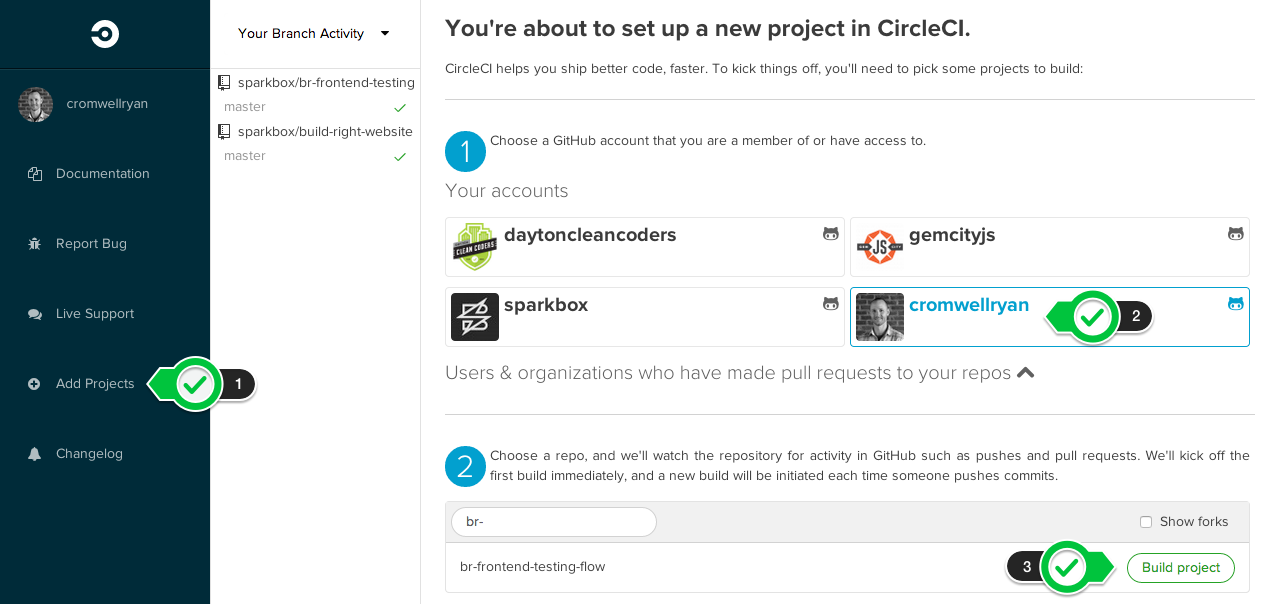 cromwellryan
Documentation
Report Bug
Live Support
Add Projects
1
Changelog
Your Branch Activity
sparkbox/br-frontend-testing
master
sparkbox/build-right-website
master
You're about to set up a new project in CircleCI.
CircleCI helps you ship better code, faster. To kick things off, you'll need to pick some projects to build:
1 Choose a GitHub account that you are a member of or have access to.
Your accounts
CLEAN CODERS
daytoncleancoders
GEM JS CITY
gemcityjs
sparkbox
cromwellryan
2
Users & organizations who have made pull requests to your repos
2 Choose a repo, and we'll watch the repository for activity in GitHub such as pushes and pull requests. We'll kick off the
first build immediately, and a new build will be initiated each time someone pushes commits.
br-
Show forks
br-frontend-testing-flow
3
Build project